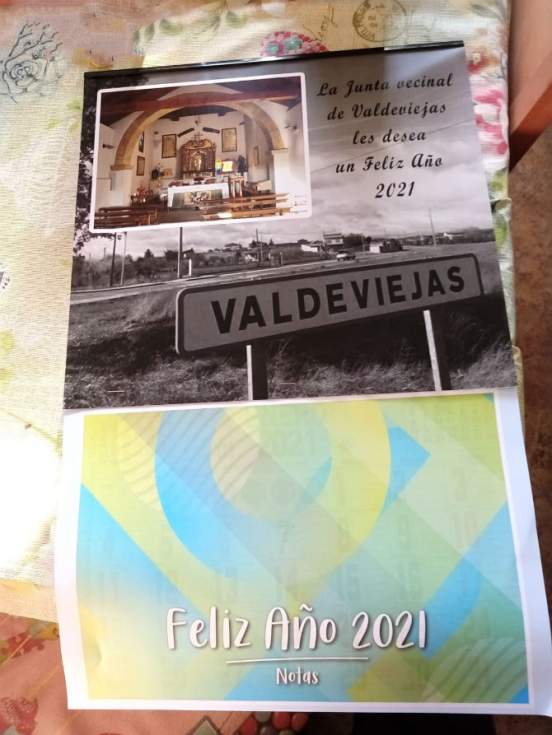 La Junta vecinal
de Valdeviejas
les desea
un Feliz Año
2021
VALDEVIEJAS
Feliz Año 2021
Notas